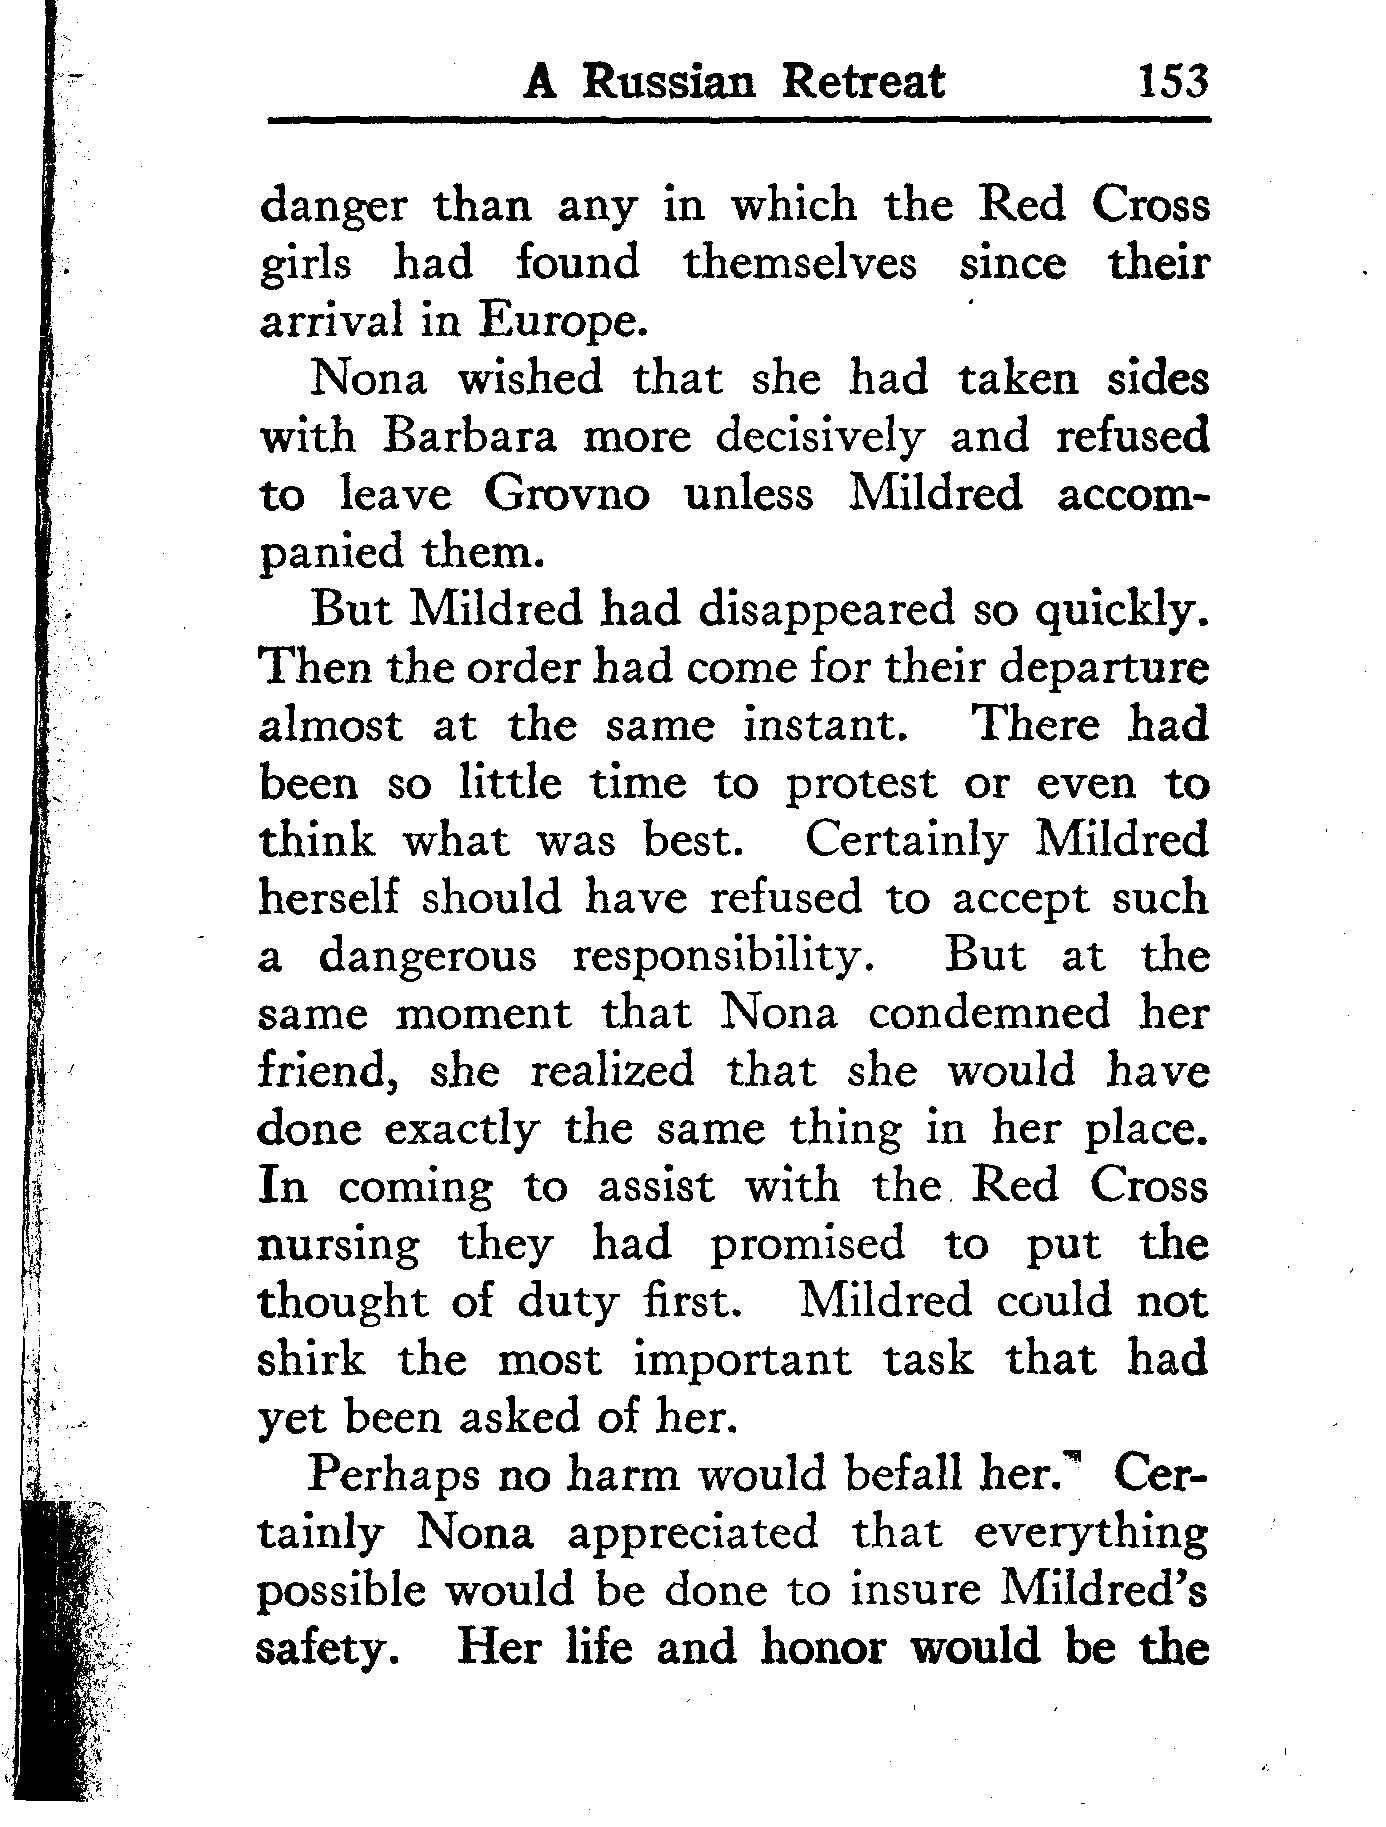 A Russian Retreat 153
danger than any in which the Red Cross
girls had found themselves since their
arrival in Europe.
Nona wished that she had taken sides
with Barbara more decisively and refused
to leave Grovno unless Mildred accom-
panied them.
But Mildred had disappeared so quickly.
Then the order had come for their departure
almost at the same instant. There had
been so little time to protest or even to
think what was best. Certainly Mildred
herself should have refused to accept such
a dangerous responsibility. But at the
same moment that Nona condemned her
friend, she realized that she would have
done exactly the same thing in her place.
In coming to assist with the Red Cross
nursing they had promised to put the
thought of duty first. Mildred could not
shirk the most important task that had
yet been asked of her.
Perhaps no harm would befall her. Cer-
tainly Nona appreciated that everything
possible would be done to insure Mildred's
safety. Her life and honor would be the